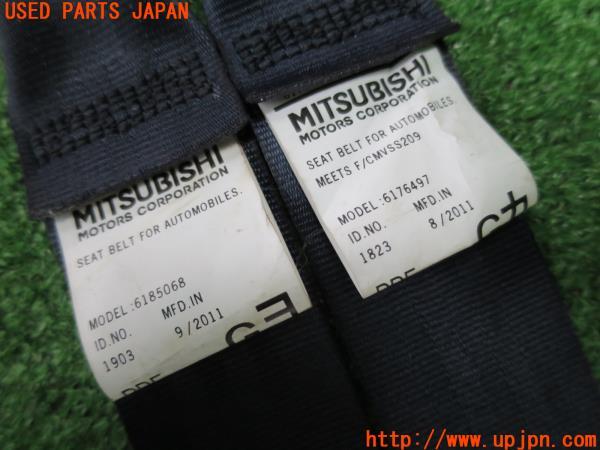 USED PARTS JAPAN
MITSUBISHI
MOTORS CORPORATION
SEAT BELT FOR AUTOMOBILES.
MODEL:6185068
ID.NO. MFD.IN
1903 9/2011
MITSUBISHI
MOTORS CORPORATION
SEAT BELT FOR AUTOMOBILES.
MEETS F/CMVSS209
MODEL:6176497
ID.NO. MFD.IN
1823 8/2011
http://www.upjpn.com/